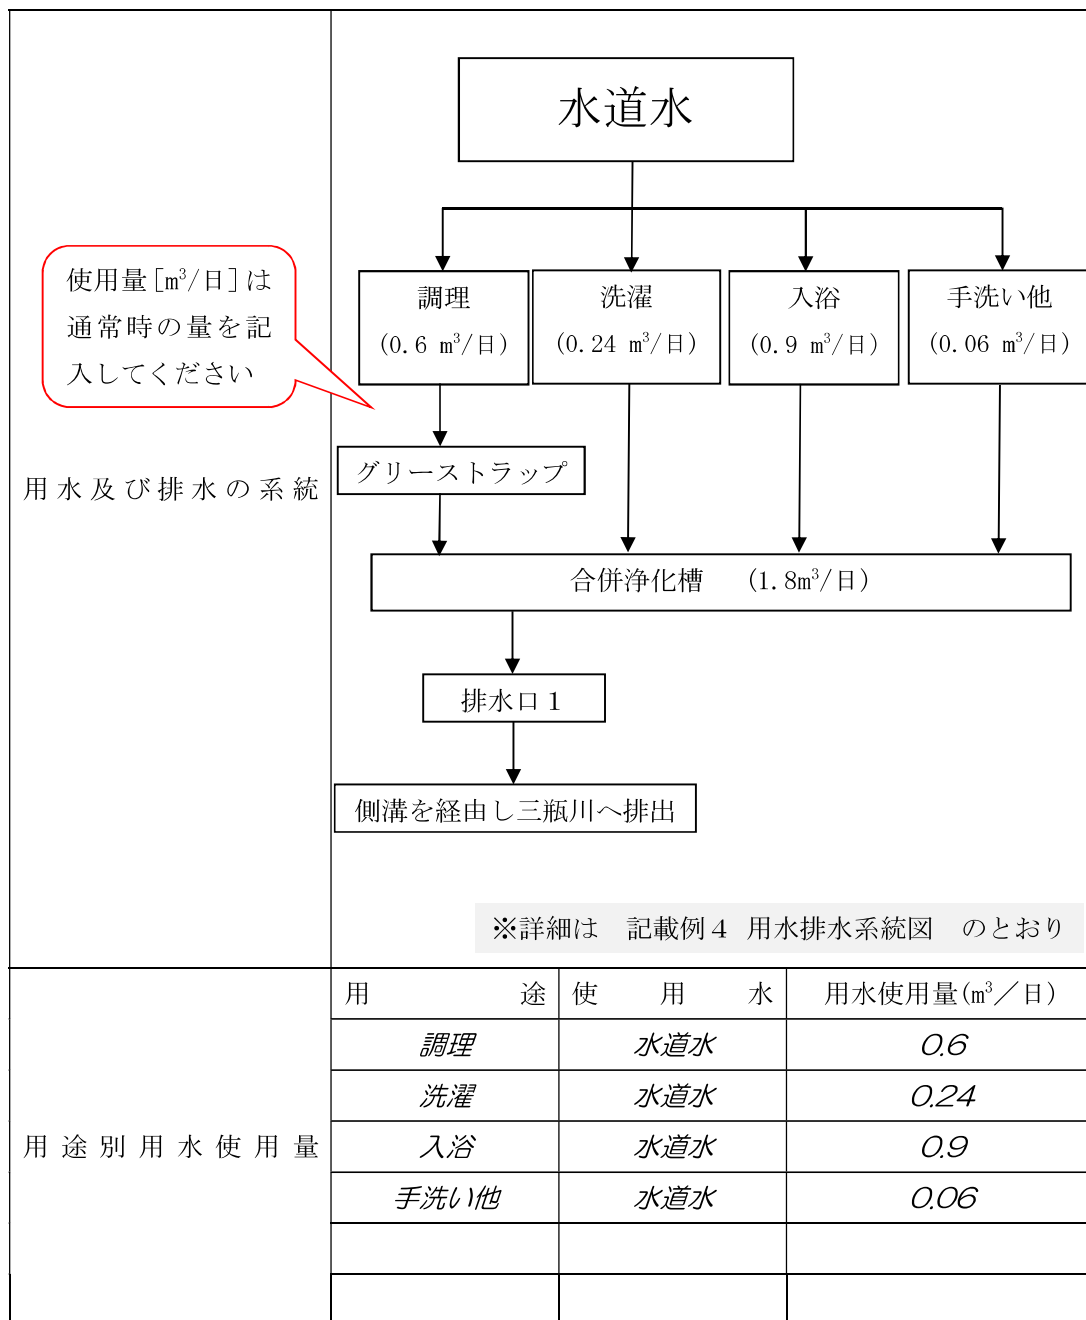 水道水
使用量[m³/日]は
通常時の量を記
入してください
調理
(0.6 m³/日)
洗濯
(0.24 m³/日)
入浴
(0.9 m³/日)
手洗い他
(0.06 m³/日)
グリーストラップ
用水及び排水の系統
合併浄化槽 (1.8m³/日)
排水口1
側溝を経由し三瓶川へ排出
※詳細は 記載例4 用水排水系統図 のとおり
用途 使用水 用水使用量(m³/日)
調理 水道水 0.6
洗濯 水道水 0.24
用途別用水使用量
入浴 水道水 0.9
手洗い他 水道水 0.06